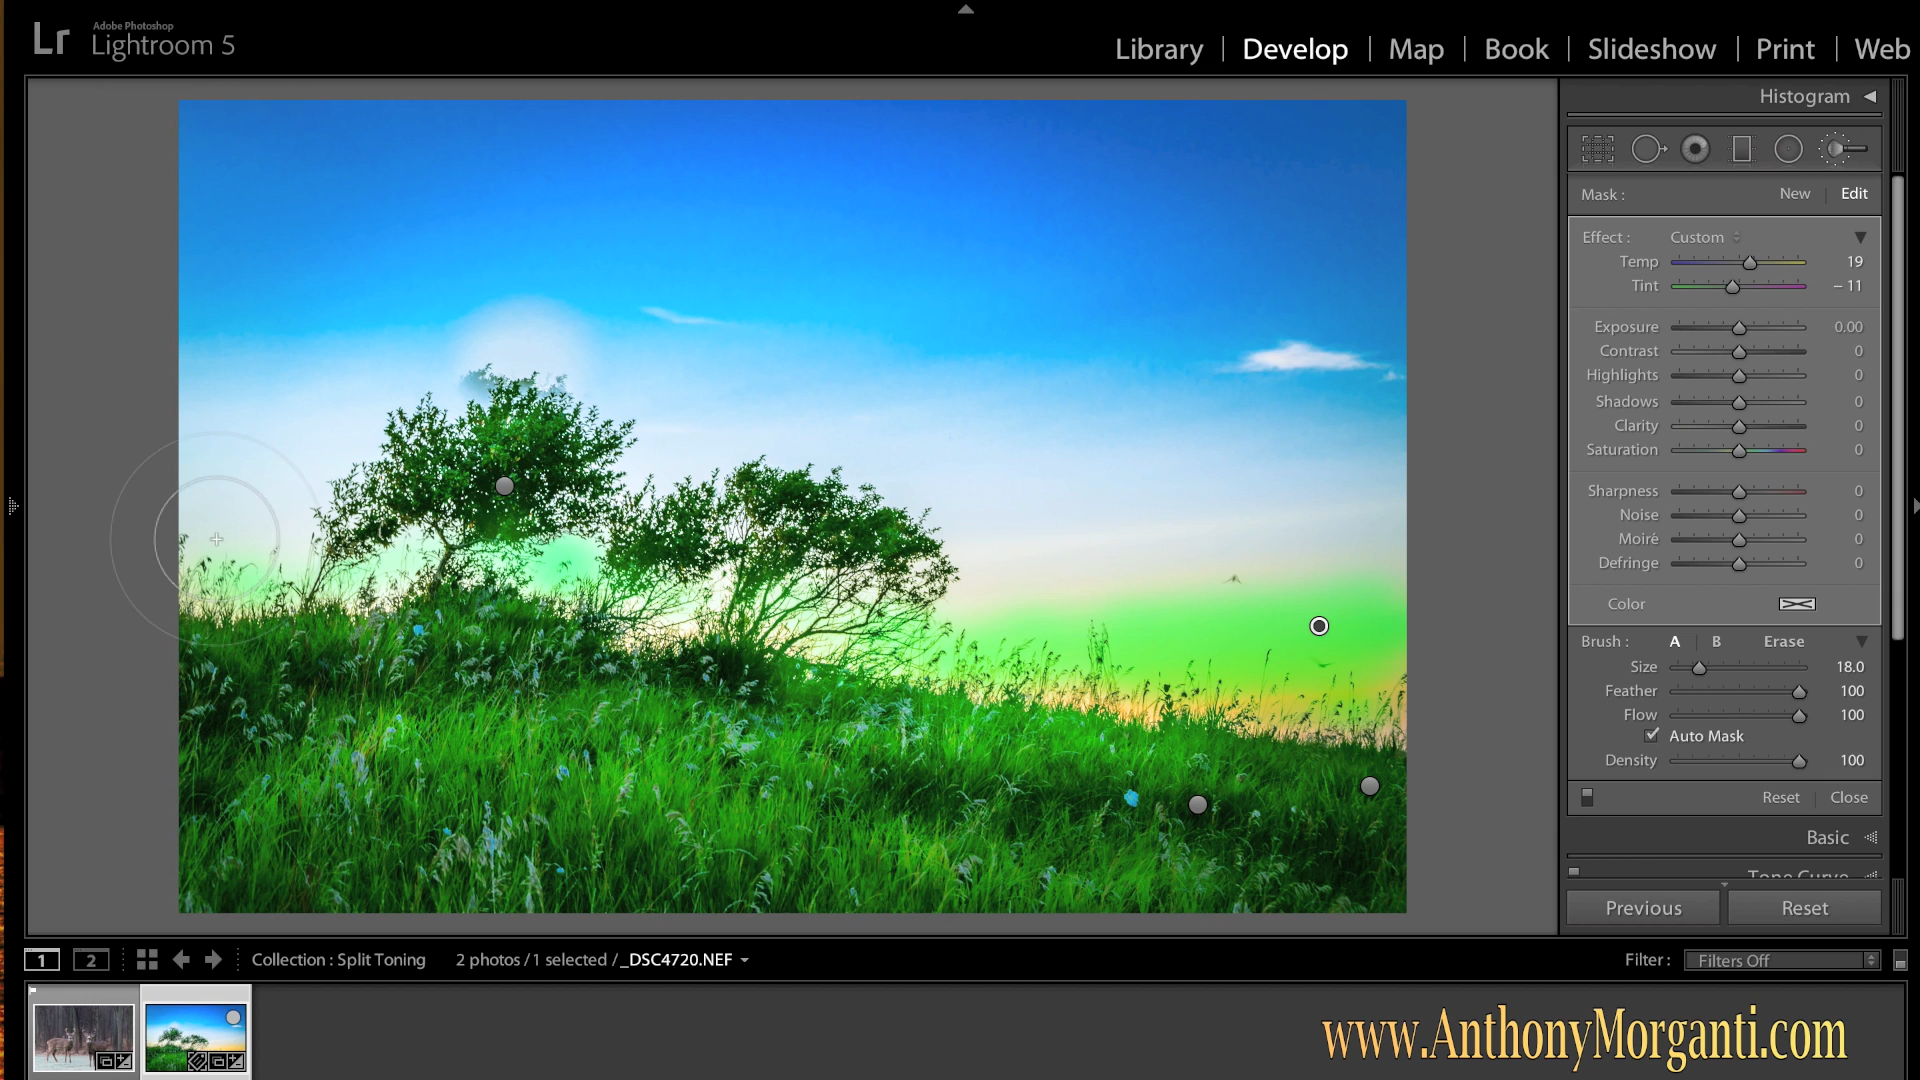 Lr Adobe Photoshop
Lightroom 5
Library | Develop | Map | Book | Slideshow | Print | Web
Histogram
Mask : New | Edit
Effect : Custom
Temp 19
Tint – 11
Exposure 0.00
Contrast 0
Highlights 0
Shadows 0
Clarity 0
Saturation 0
Sharpness 0
Noise 0
Moiré 0
Defringe 0
Color
Brush : A | B Erase
Size 18.0
Feather 100
Flow 100
Auto Mask
Density 100
Reset | Close
Basic
Tone Curve
Previous Reset
1 2 Collection : Split Toning 2 photos / 1 selected / _DSC4720.NEF Filter : Filters Off
www.AnthonyMorganti.com